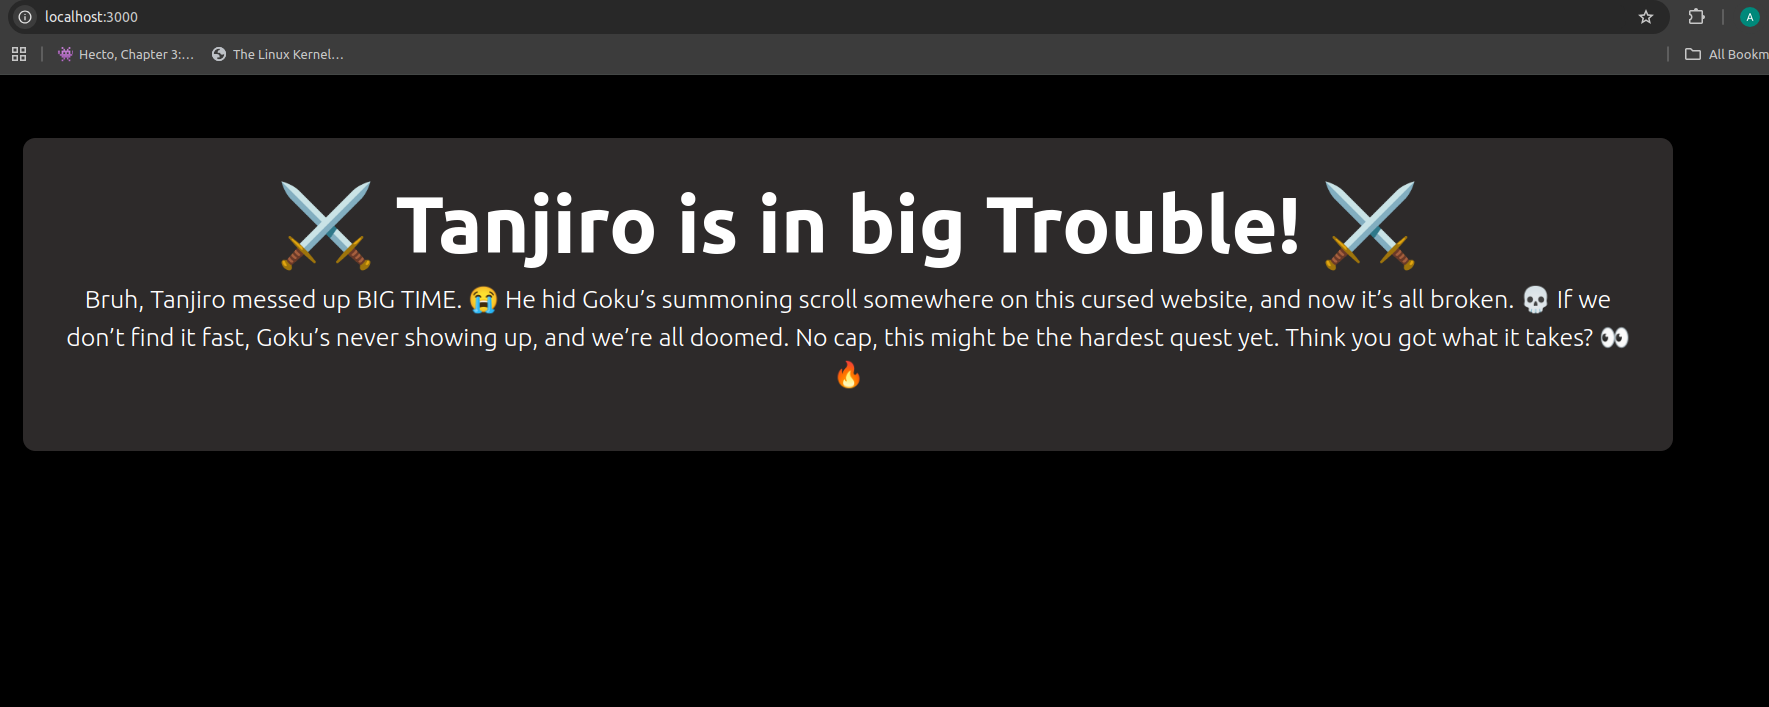 localhost:3000
A
Hecto, Chapter 3:...
The Linux Kernel...
All Bookm
⚔️ Tanjiro is in big Trouble! ⚔️
Bruh, Tanjiro messed up BIG TIME. 😭 He hid Goku’s summoning scroll somewhere on this cursed website, and now it’s all broken. 💀 If we
don’t find it fast, Goku’s never showing up, and we’re all doomed. No cap, this might be the hardest quest yet. Think you got what it takes? 👀
🔥